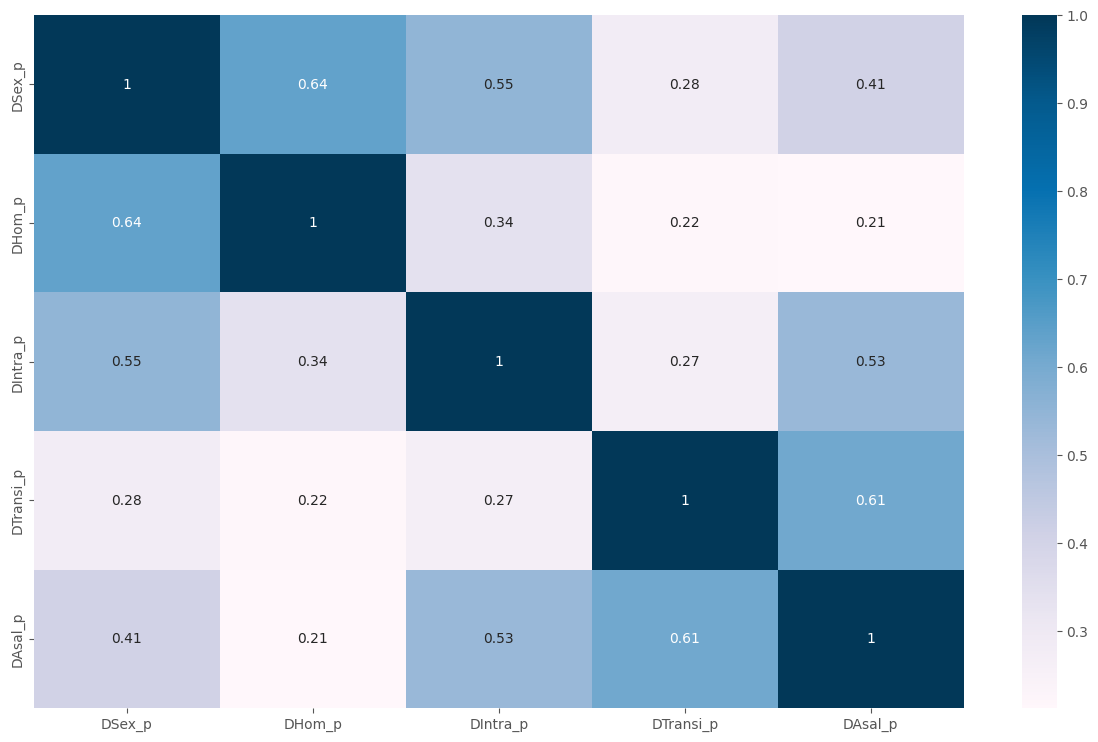 DSex_p 1 0.64 0.55 0.28 0.41
DHom_p 0.64 1 0.34 0.22 0.21
DIntra_p 0.55 0.34 1 0.27 0.53
DTransi_p 0.28 0.22 0.27 1 0.61
DAsal_p 0.41 0.21 0.53 0.61 1
DSex_p DHom_p DIntra_p DTransi_p DAsal_p
1.0
0.9
0.8
0.7
0.6
0.5
0.4
0.3